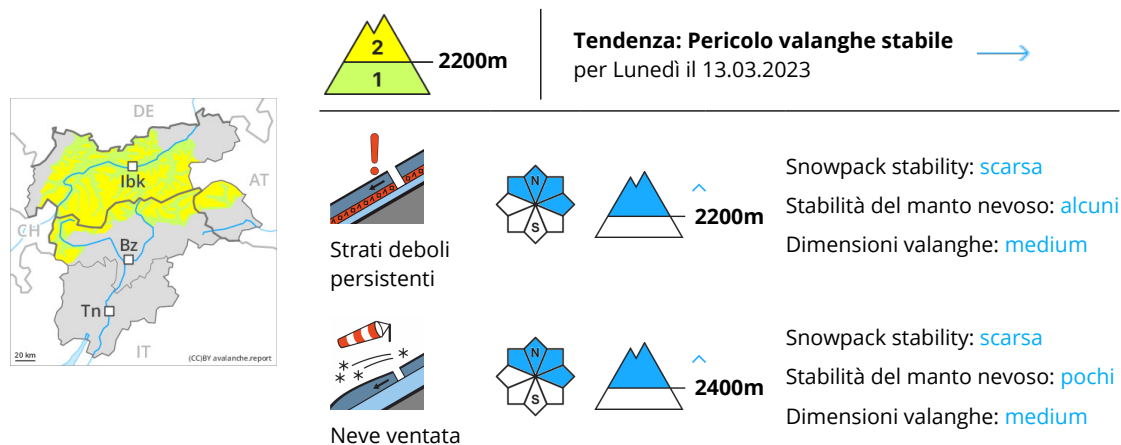 2
1
2200m
Tendenza: Pericolo valanghe stabile
per Lunedì il 13.03.2023
DE
Ibk
AT
CH
Bz
Tn
IT
20 km
(CC)BY avalanche.report
Strati deboli
persistenti
N
S
2200m
Snowpack stability: scarsa
Stabilità del manto nevoso: alcuni
Dimensioni valanghe: medium
Neve ventata
N
S
2400m
Snowpack stability: scarsa
Stabilità del manto nevoso: pochi
Dimensioni valanghe: medium